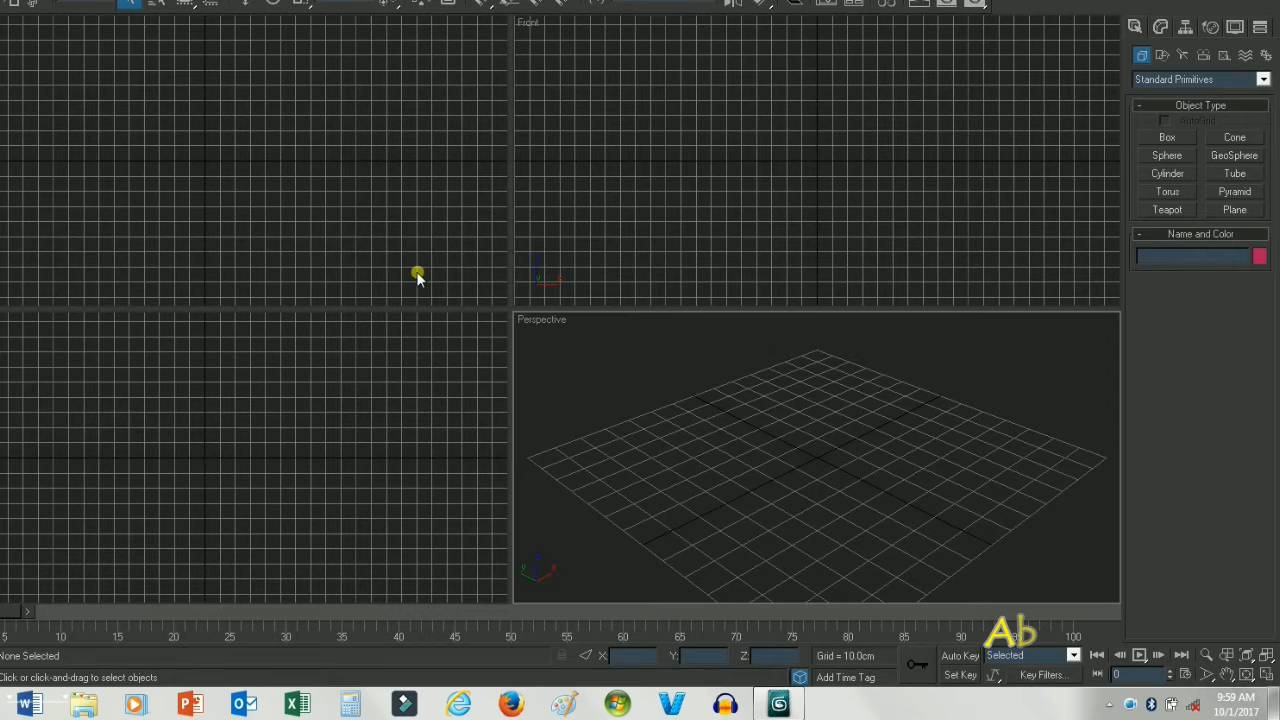 Front
Standard Primitives
Object Type
AutoGrid
Box Cone
Sphere GeoSphere
Cylinder Tube
Torus Pyramid
Teapot Plane
Name and Color
Perspective
5 10 15 20 25 30 35 40 45 50 55 60 65 70 75 80 85 90 95 100
Ab
None Selected X: Y: Z: Grid = 10.0cm Auto Key Selected
Click or click-and-drag to select objects Add Time Tag Set Key Key Filters... 0
9:59 AM
10/1/2017